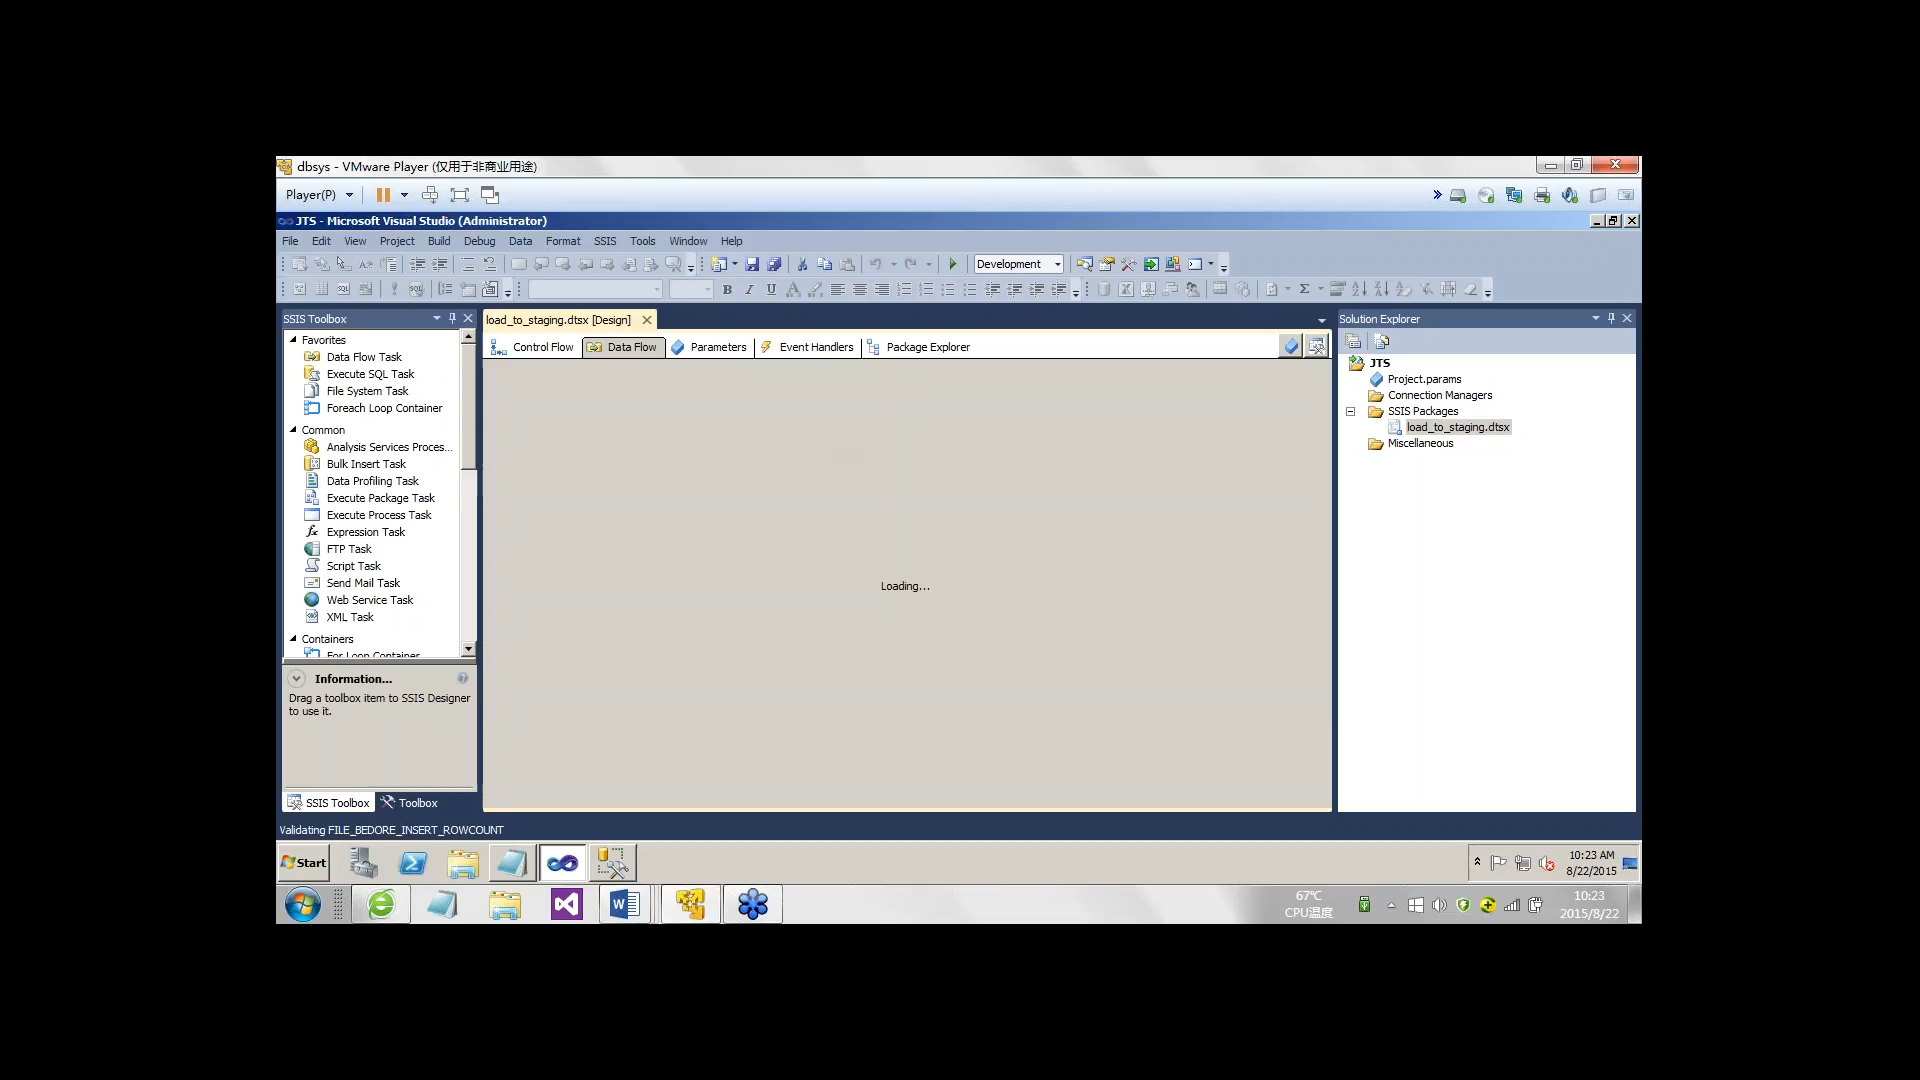 dbsys - VMware Player (仅用于非商业用途)
Player(P)
JTS - Microsoft Visual Studio (Administrator)
File Edit View Project Build Debug Data Format SSIS Tools Window Help
Development
SSIS Toolbox
Favorites
Data Flow Task
Execute SQL Task
File System Task
Foreach Loop Container
Common
Analysis Services Proces...
Bulk Insert Task
Data Profiling Task
Execute Package Task
Execute Process Task
Expression Task
FTP Task
Script Task
Send Mail Task
Web Service Task
XML Task
Containers
For Loop Container
Information...
Drag a toolbox item to SSIS Designer
to use it.
SSIS Toolbox Toolbox
load_to_staging.dtsx [Design]
Control Flow Data Flow Parameters Event Handlers Package Explorer
Loading...
Solution Explorer
JTS
Project.params
Connection Managers
SSIS Packages
load_to_staging.dtsx
Miscellaneous
Validating FILE_BEDORE_INSERT_ROWCOUNT
Start
10:23 AM
8/22/2015
67℃
CPU温度
10:23
2015/8/22